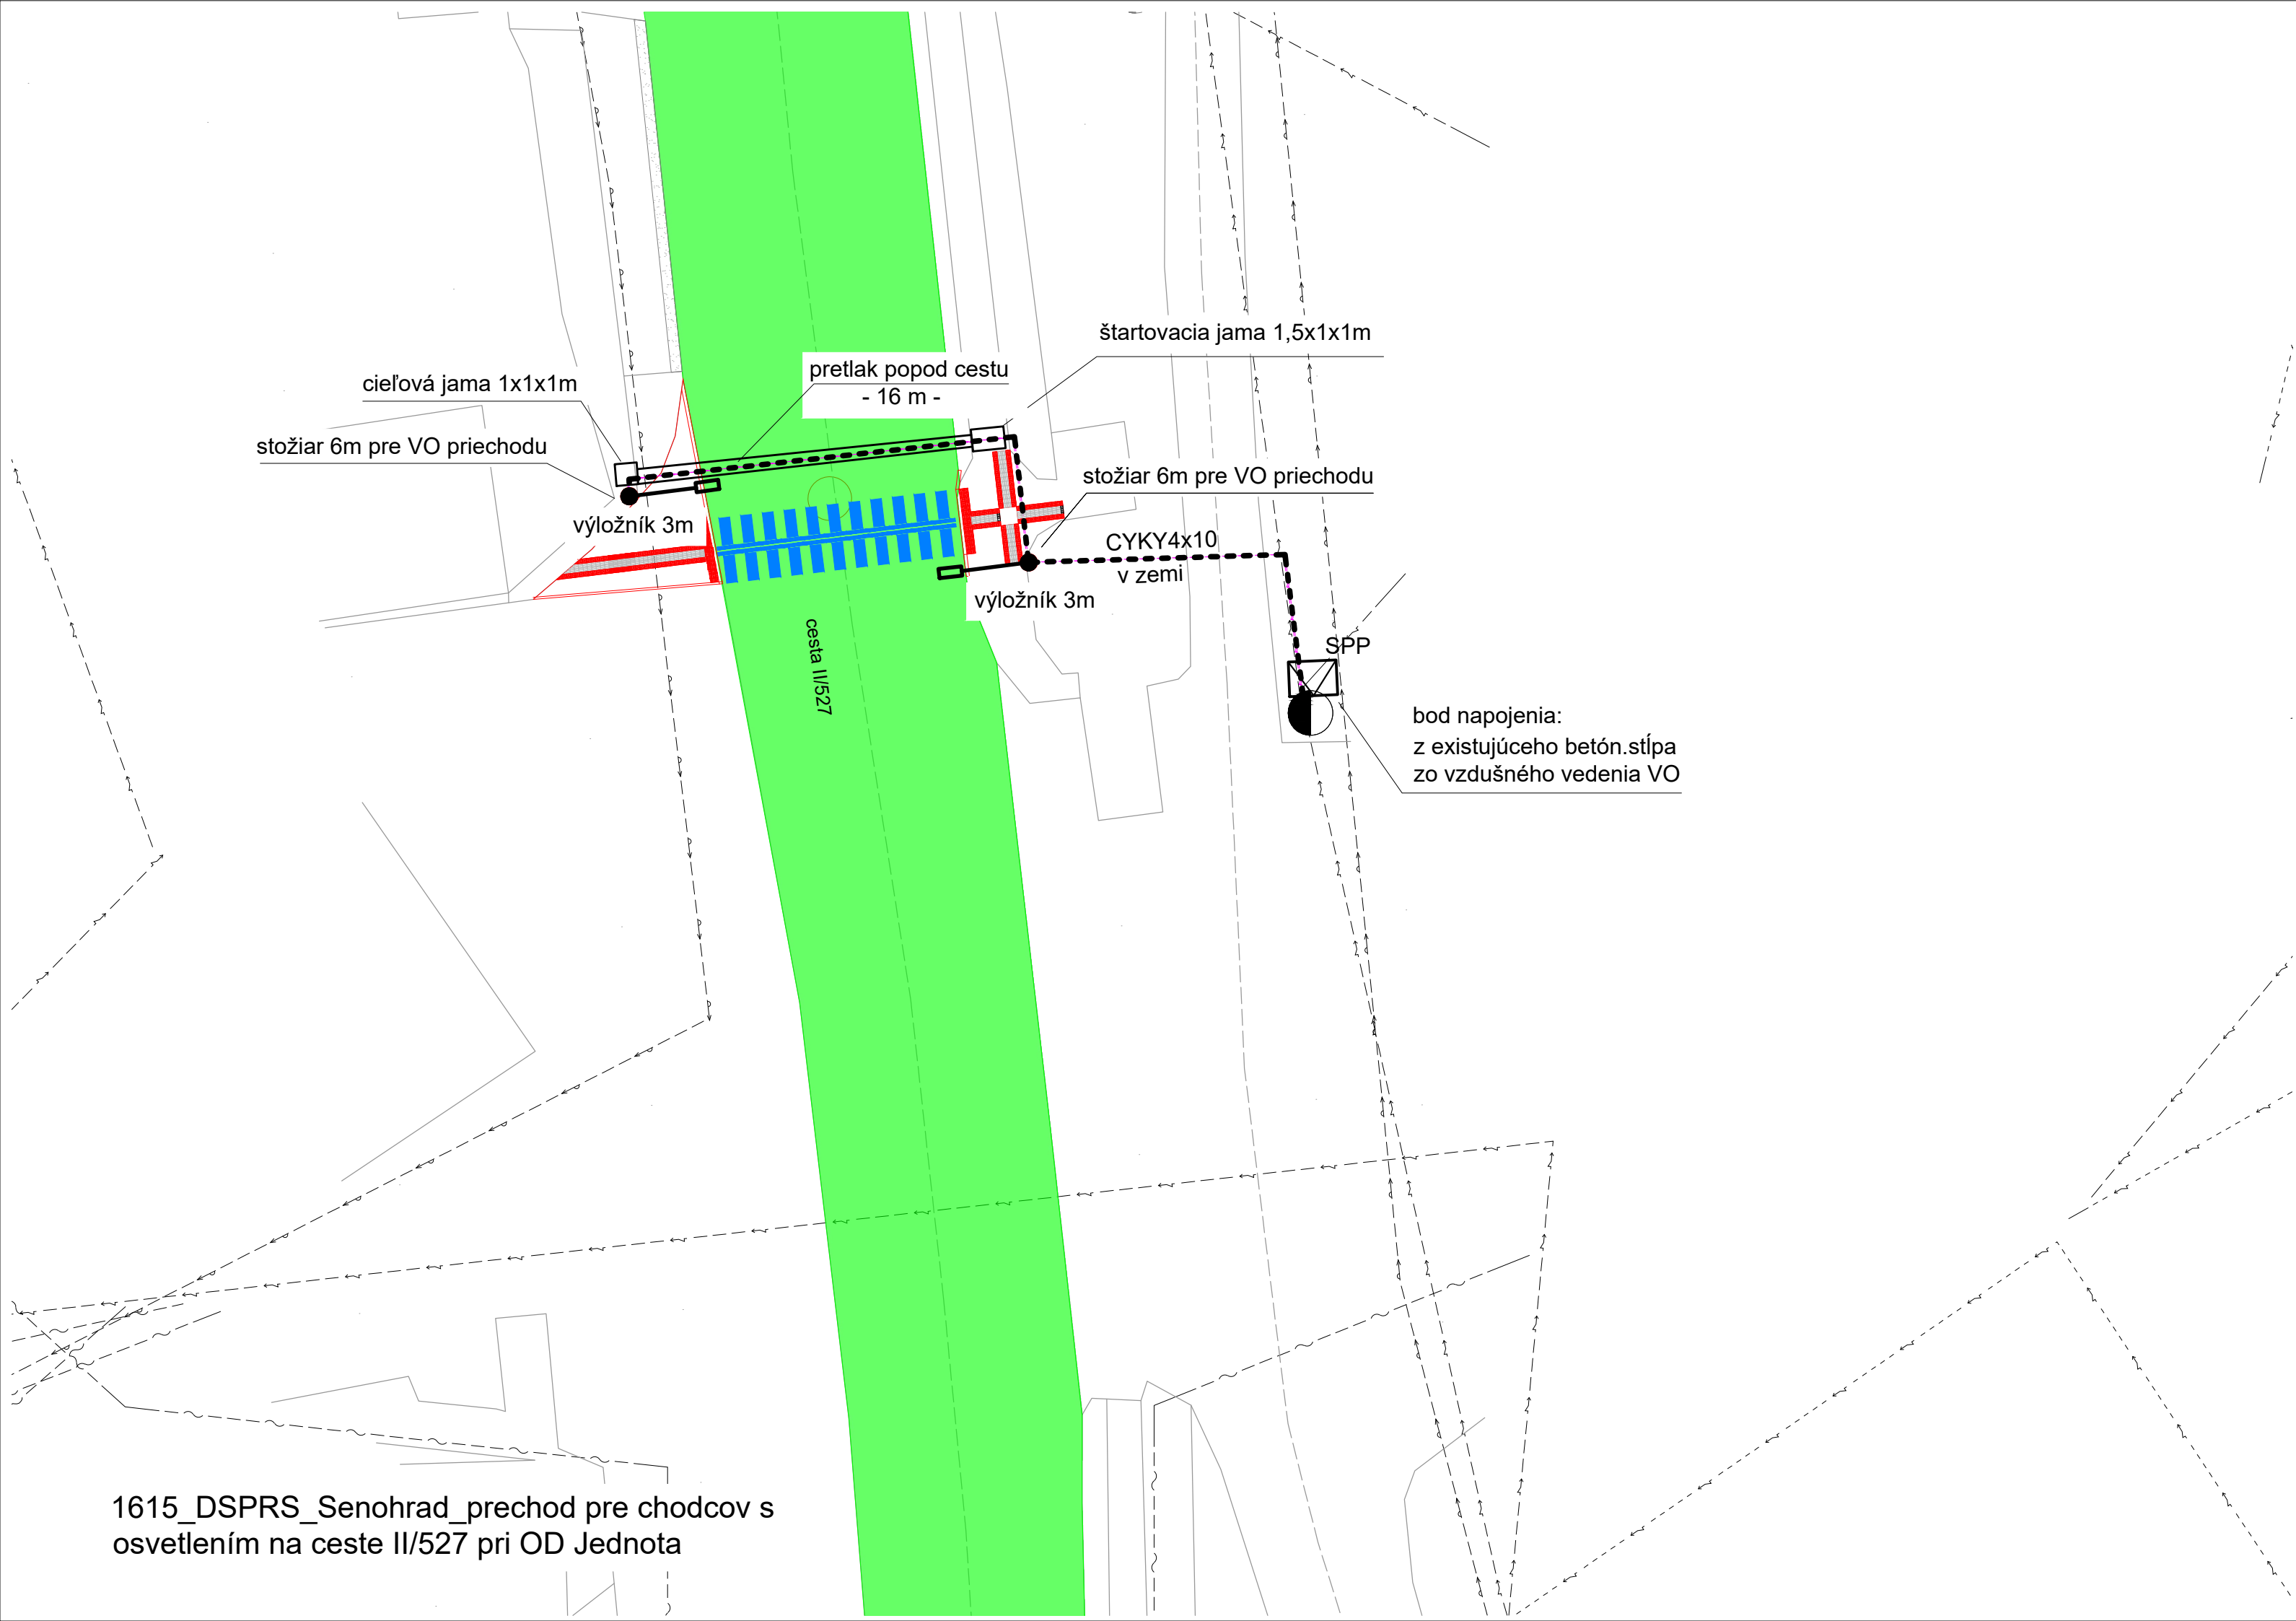 štartovacia jama 1,5x1x1m
pretlak popod cestu
- 16 m -
cieľová jama 1x1x1m
stožiar 6m pre VO priechodu
stožiar 6m pre VO priechodu
výložník 3m
CYKY4x10
v zemi
výložník 3m
cesta II/527
SPP
bod napojenia:
z existujúceho betón.stĺpa
zo vzdušného vedenia VO
1615_DSPRS_Senohrad_prechod pre chodcov s
osvetlením na ceste II/527 pri OD Jednota